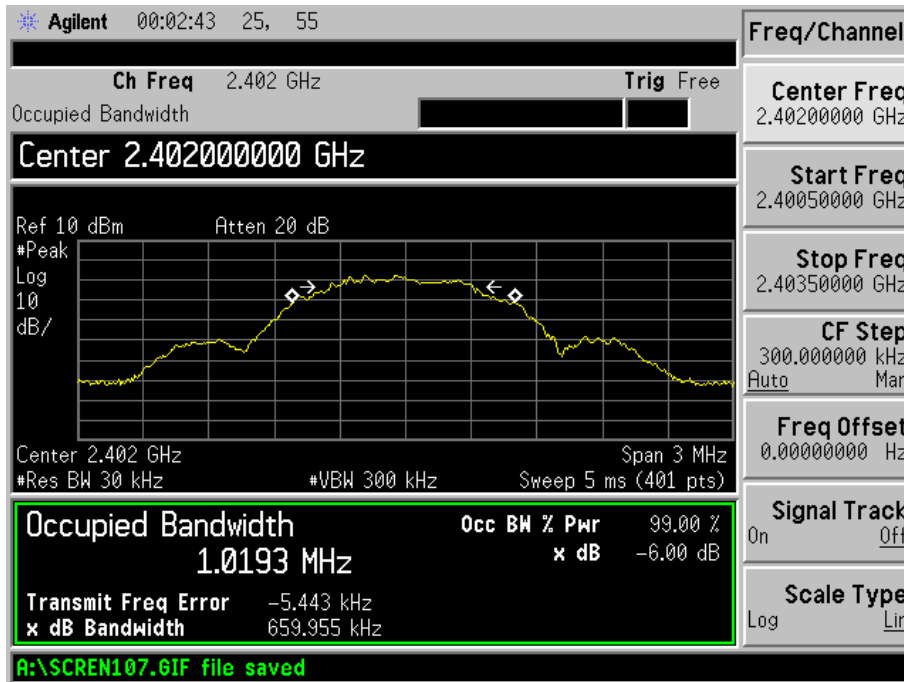 Agilent 00:02:43 25, 55
Freq/Channel
Ch Freq 2.402 GHz Trig Free
Occupied Bandwidth
Center 2.402000000 GHz
Ref 10 dBm Atten 20 dB
#Peak
Log
10
dB/
Center 2.402 GHz Span 3 MHz
#Res BW 30 kHz #VBW 300 kHz Sweep 5 ms (401 pts)
Occupied Bandwidth Occ BW % Pwr 99.00 %
1.0193 MHz x dB -6.00 dB
Transmit Freq Error -5.443 kHz
x dB Bandwidth 659.955 kHz
A:\SCREN107.GIF file saved
Center Freq
2.40200000 GHz
Start Freq
2.40050000 GHz
Stop Freq
2.40350000 GHz
CF Step
300.000000 kHz
Auto Man
Freq Offset
0.00000000 Hz
Signal Track
On Off
Scale Type
Log Lin